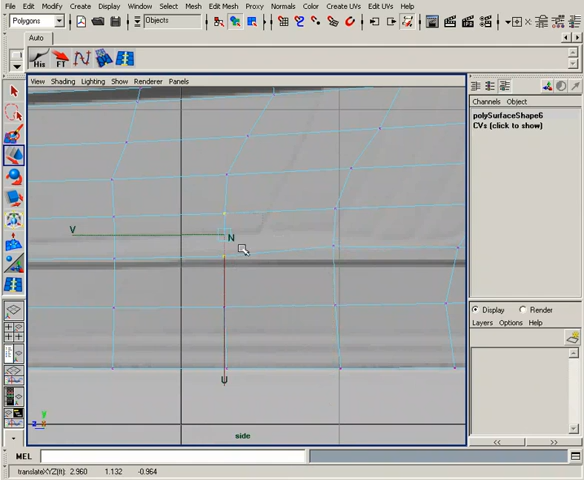 File Edit Modify Create Display Window Select Mesh Edit Mesh Proxy Normals Color Create UVs Edit UVs Help
Polygons Objects
Auto
His FT
View Shading Lighting Show Renderer Panels
Channels Object
polySurfaceShape6
CVs (click to show)
V N
U
Display Render
Layers Options Help
<< >>
y
z
side
MEL
translateXYZ(ft): 2.960 1.132 -0.964